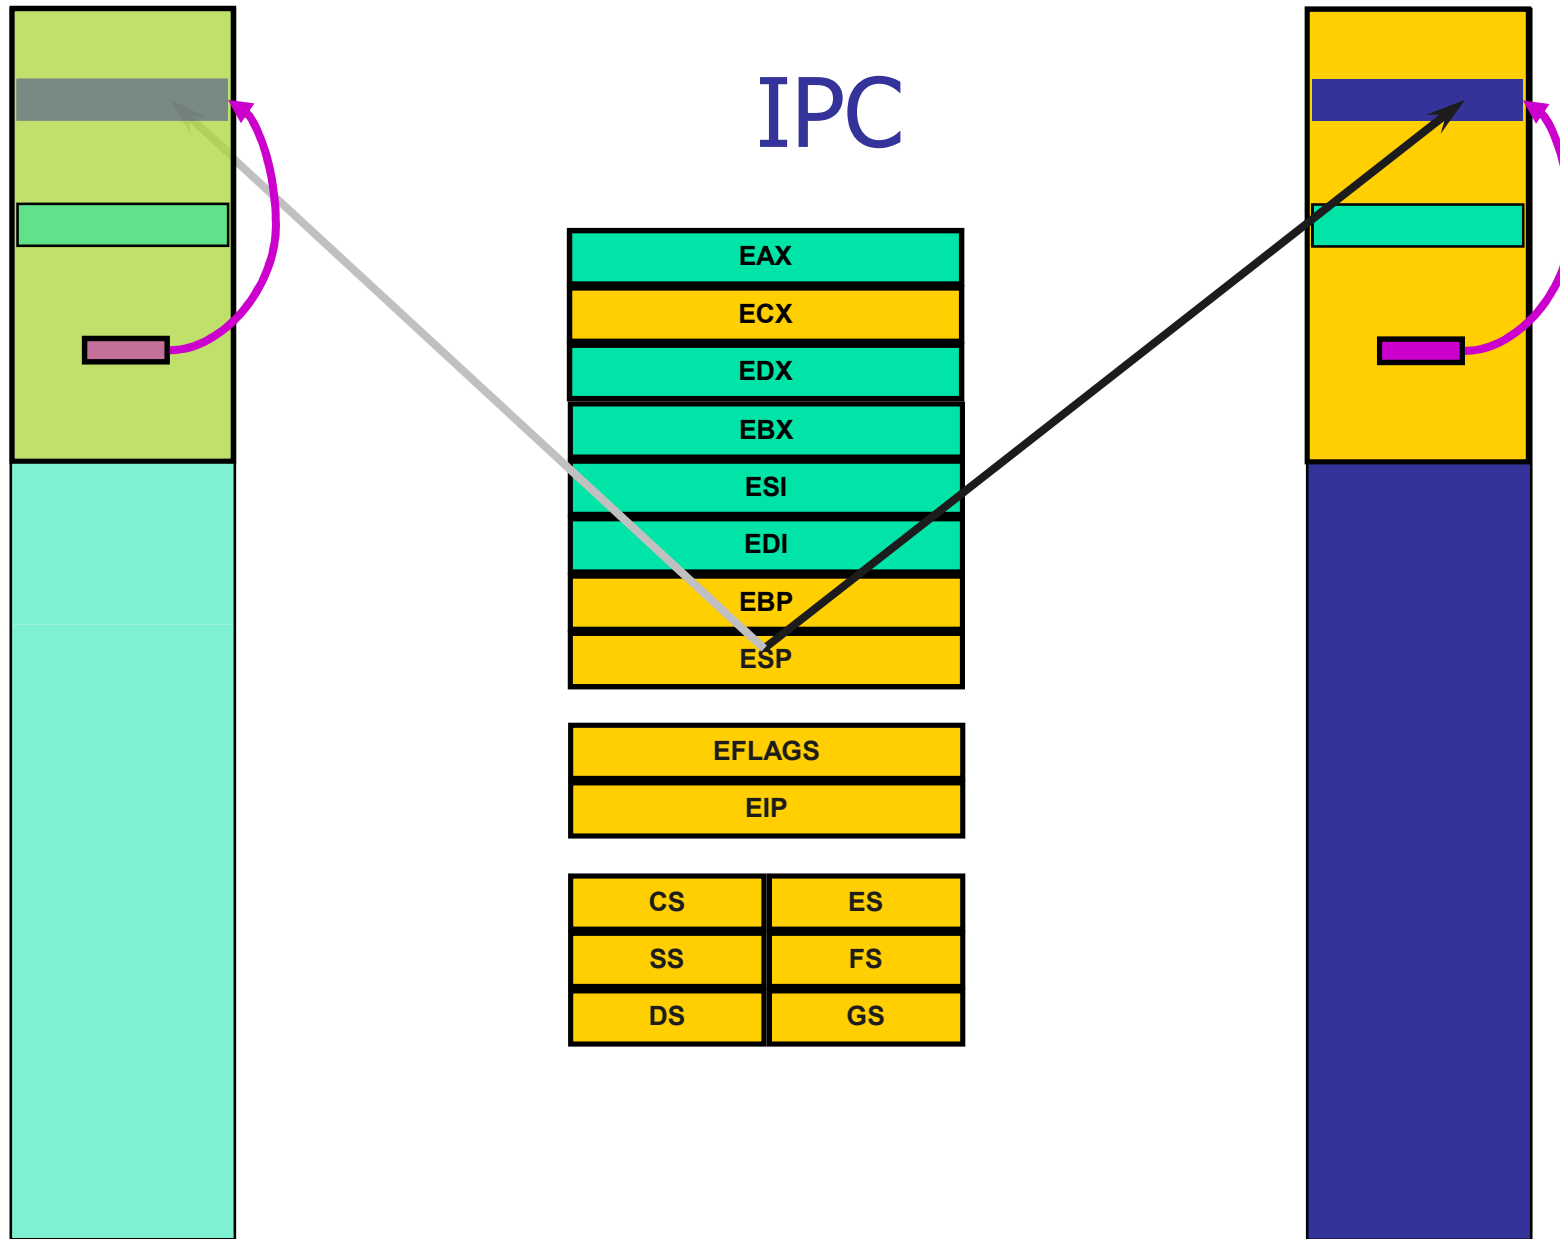 IPC
EAX
ECX
EDX
EBX
ESI
EDI
EBP
ESP
EFLAGS
EIP
CS ES
SS FS
DS GS